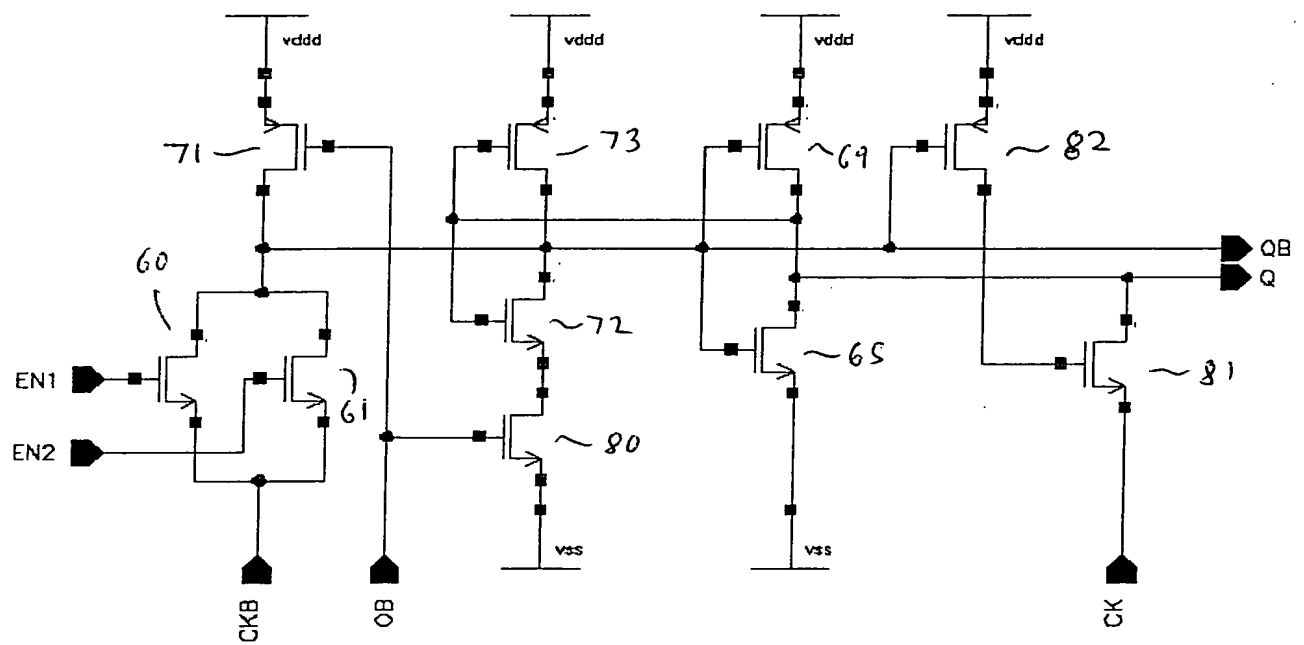 vddd
vddd
vddd
vddd
71
73
69
82
60
QB
Q
72
65
81
EN1
61
EN2
80
vss
vss
CKB
OB
CK